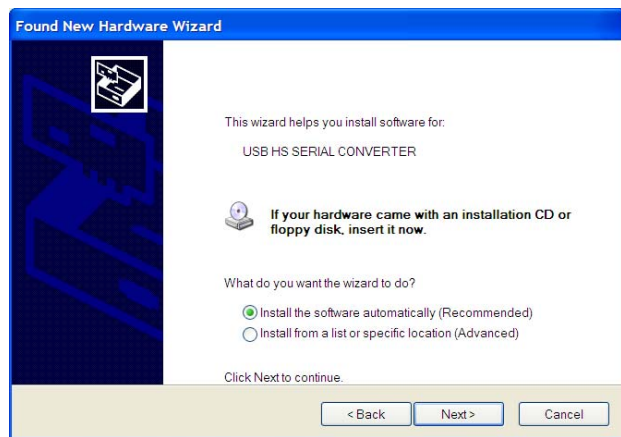 Found New Hardware Wizard
This wizard helps you install software for:
USB HS SERIAL CONVERTER
If your hardware came with an installation CD or
floppy disk, insert it now.
What do you want the wizard to do?
Install the software automatically (Recommended)
Install from a list or specific location (Advanced)
Click Next to continue.
< Back Next > Cancel